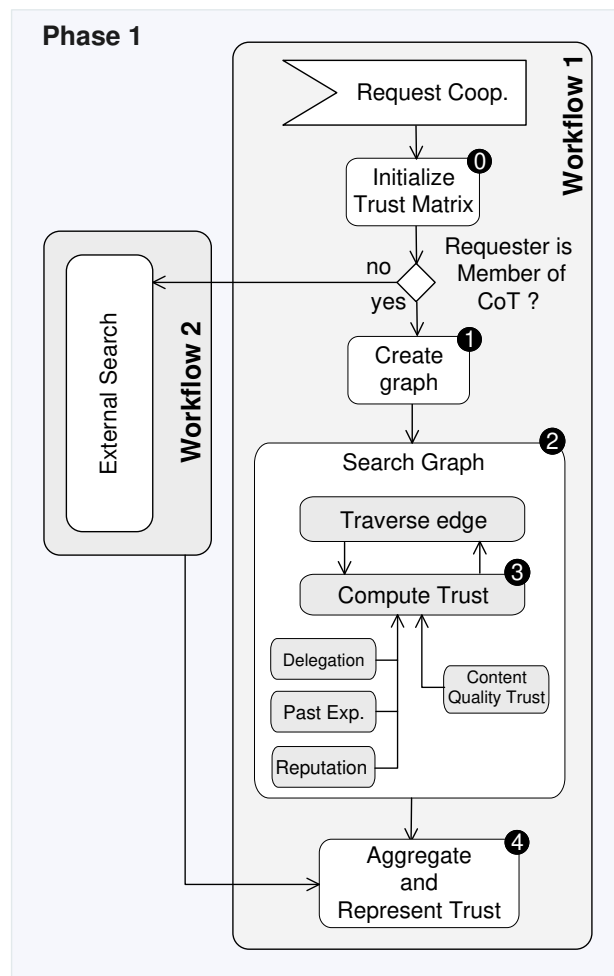 Phase 1
Workflow 1
Request Coop.
0
Initialize
Trust Matrix
Requester is
Member of
CoT ?
no
yes
External Search
Workflow 2
1
Create
graph
2
Search Graph
Traverse edge
3
Compute Trust
Delegation
Content
Quality Trust
Past Exp.
Reputation
4
Aggregate
and
Represent Trust